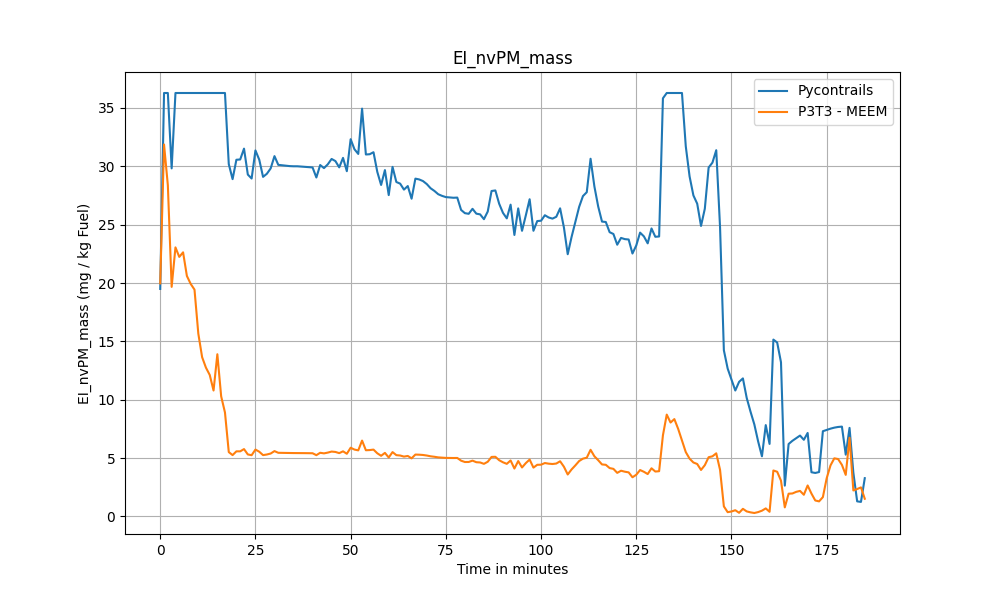 EI_nvPM_mass
Pycontrails
P3T3 - MEEM
EI_nvPM_mass (mg / kg Fuel)
35
30
25
20
15
10
5
0
0 25 50 75 100 125 150 175
Time in minutes